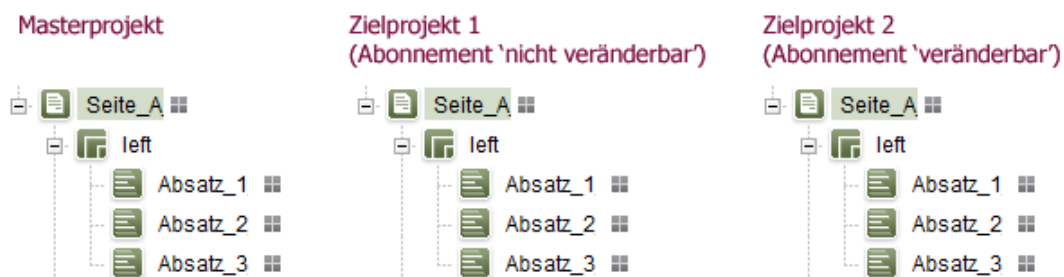 Masterprojekt
Seite_A
left
Absatz_1
Absatz_2
Absatz_3
Zielprojekt 1
(Abonnement ‘nicht veränderbar’)
Seite_A
left
Absatz_1
Absatz_2
Absatz_3
Zielprojekt 2
(Abonnement ‘veränderbar’)
Seite_A
left
Absatz_1
Absatz_2
Absatz_3